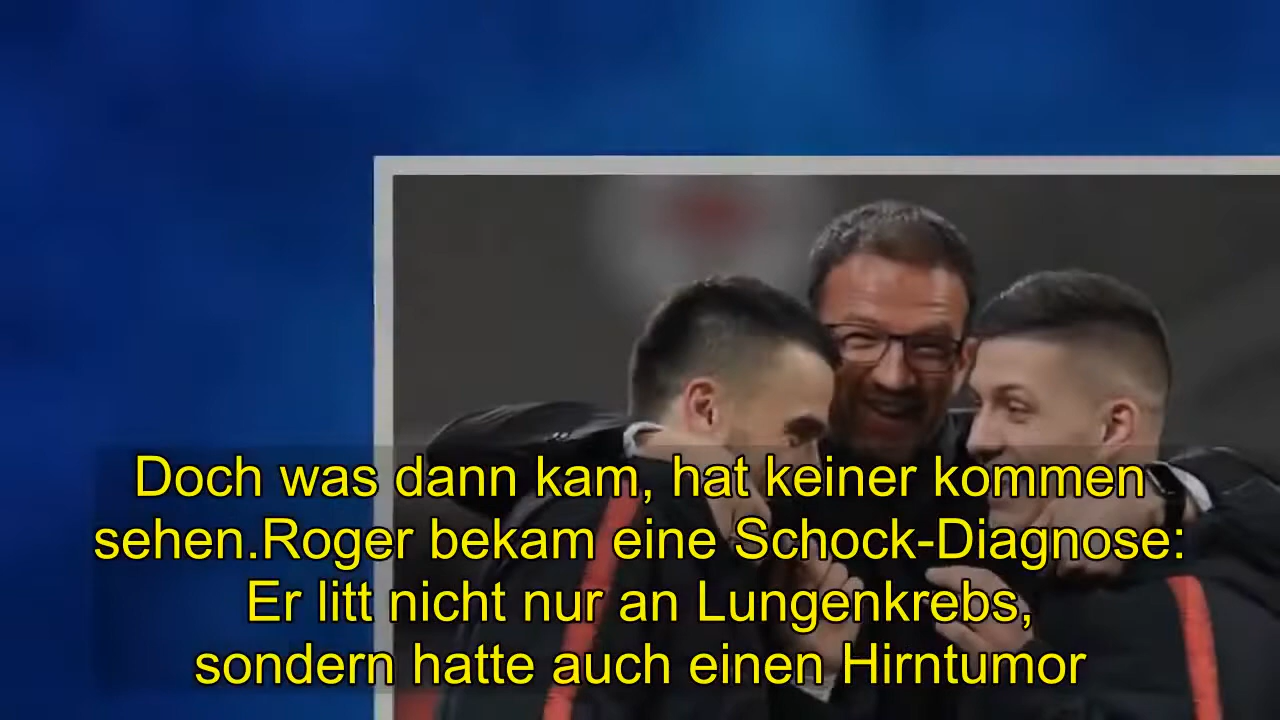 Doch was dann kam, hat keiner kommen
sehen.Roger bekam eine Schock-Diagnose:
Er litt nicht nur an Lungenkrebs,
sondern hatte auch einen Hirntumor